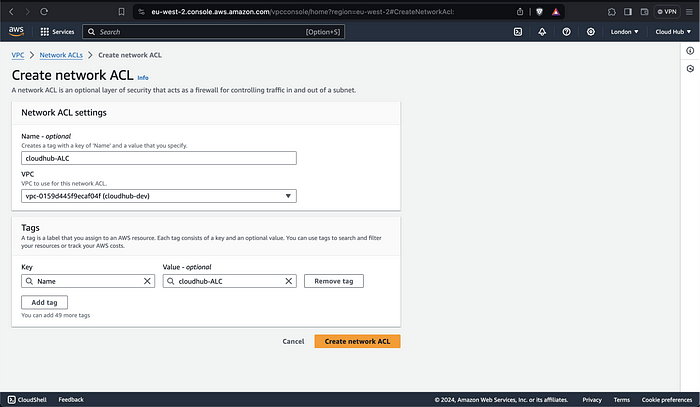 eu-west-2.console.aws.amazon.com/vpcconsole/home?region=eu-west-2#CreateNetworkAcl:
VPN
aws
Services
Search
[Option+S]
London
Cloud Hub
VPC > Network ACLs > Create network ACL
Create network ACL Info
A network ACL is an optional layer of security that acts as a firewall for controlling traffic in and out of a subnet.
Network ACL settings
Name - optional
Creates a tag with a key of 'Name' and a value that you specify.
cloudhub-ALC
VPC
VPC to use for this network ACL.
vpc-0159d445f9ecaf04f (cloudhub-dev)
Tags
A tag is a label that you assign to an AWS resource. Each tag consists of a key and an optional value. You can use tags to search and filter
your resources or track your AWS costs.
Key
Value - optional
Name
cloudhub-ALC
Remove tag
Add tag
You can add 49 more tags
Cancel
Create network ACL
CloudShell
Feedback
© 2024, Amazon Web Services, Inc. or its affiliates.
Privacy
Terms
Cookie preferences